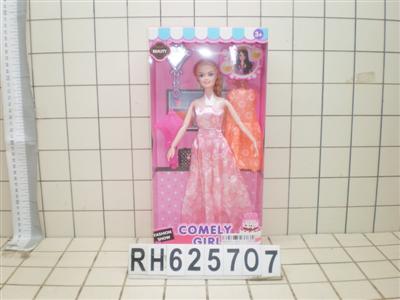 BEAUTY
3+
FASHION
SHOW
COMELY
GIRL
RH625707